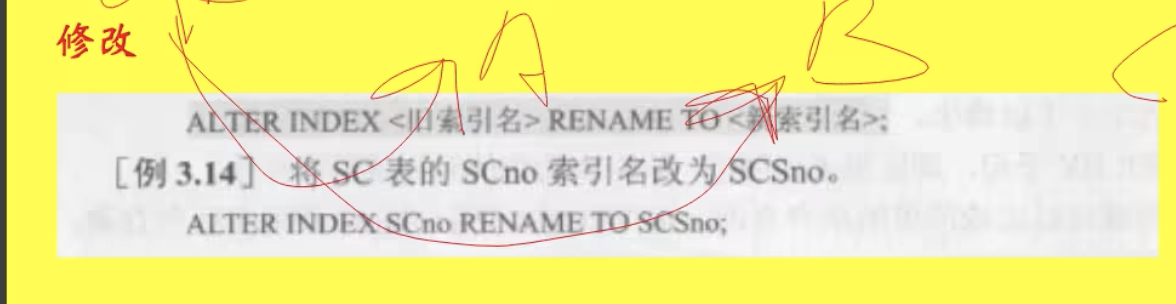 修改
A B
ALTER INDEX <旧索引名> RENAME TO <新索引名>;
［例 3.14］ 将 SC 表的 SCno 索引名改为 SCSno。
ALTER INDEX SCno RENAME TO SCSno;